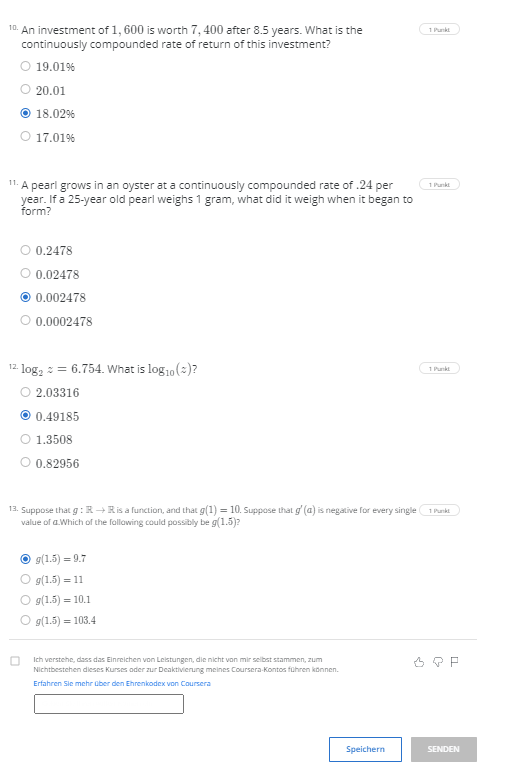 10. An investment of 1, 600 is worth 7, 400 after 8.5 years. What is the
continuously compounded rate of return of this investment?
1 Punkt
19.01%
20.01
18.02%
17.01%
11. A pearl grows in an oyster at a continuously compounded rate of .24 per
year. If a 25-year old pearl weighs 1 gram, what did it weigh when it began to
form?
1 Punkt
0.2478
0.02478
0.002478
0.0002478
12. log₂ z = 6.754. What is log₁₀(z)?
1 Punkt
2.03316
0.49185
1.3508
0.82956
13. Suppose that g : ℝ → ℝ is a function, and that g(1) = 10. Suppose that g′(a) is negative for every single
value of a.Which of the following could possibly be g(1.5)?
1 Punkt
g(1.5) = 9.7
g(1.5) = 11
g(1.5) = 10.1
g(1.5) = 103.4
Ich verstehe, dass das Einreichen von Leistungen, die nicht von mir selbst stammen, zum
Nichtbestehen dieses Kurses oder zur Deaktivierung meines Coursera-Kontos führen können.
Erfahren Sie mehr über den Ehrenkodex von Coursera
Speichern
SENDEN